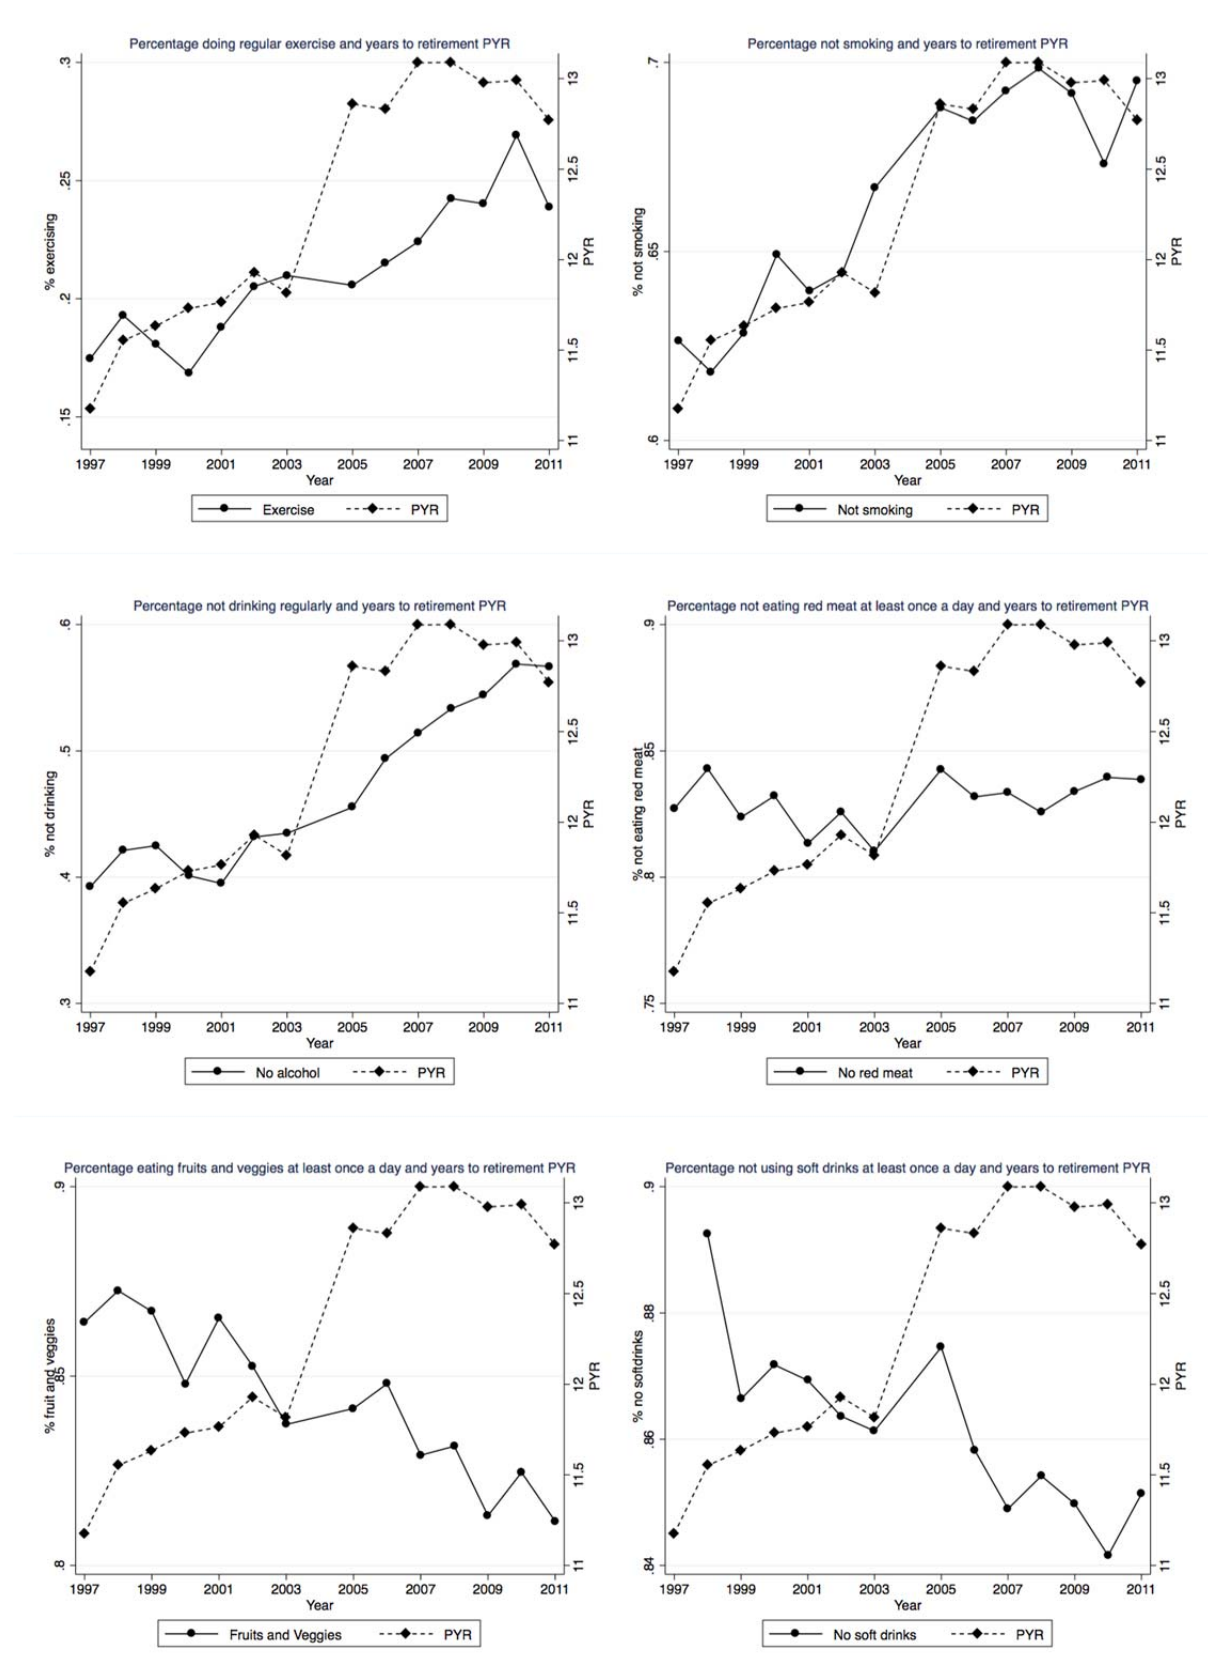 Percentage doing regular exercise and years to retirement PYR
% exercising
.15 .2 .25 .3
11 11.5 12 12.5 13
PYR
1997 1999 2001 2003 2005 2007 2009 2011
Year
Exercise PYR
Percentage not smoking and years to retirement PYR
% not smoking
.6 .65 .7
11 11.5 12 12.5 13
PYR
1997 1999 2001 2003 2005 2007 2009 2011
Year
Not smoking PYR
Percentage not drinking regularly and years to retirement PYR
% not drinking
.3 .4 .5 .6
11 11.5 12 12.5 13
PYR
1997 1999 2001 2003 2005 2007 2009 2011
Year
No alcohol PYR
Percentage not eating red meat at least once a day and years to retirement PYR
% not eating red meat
.75 .8 .85 .9
11 11.5 12 12.5 13
PYR
1997 1999 2001 2003 2005 2007 2009 2011
Year
No red meat PYR
Percentage eating fruits and veggies at least once a day and years to retirement PYR
% fruit and veggies
.8 .85 .9
11 11.5 12 12.5 13
PYR
1997 1999 2001 2003 2005 2007 2009 2011
Year
Fruits and Veggies PYR
Percentage not using soft drinks at least once a day and years to retirement PYR
% no softdrinks
.84 .86 .88 .9
11 11.5 12 12.5 13
PYR
1997 1999 2001 2003 2005 2007 2009 2011
Year
No soft drinks PYR